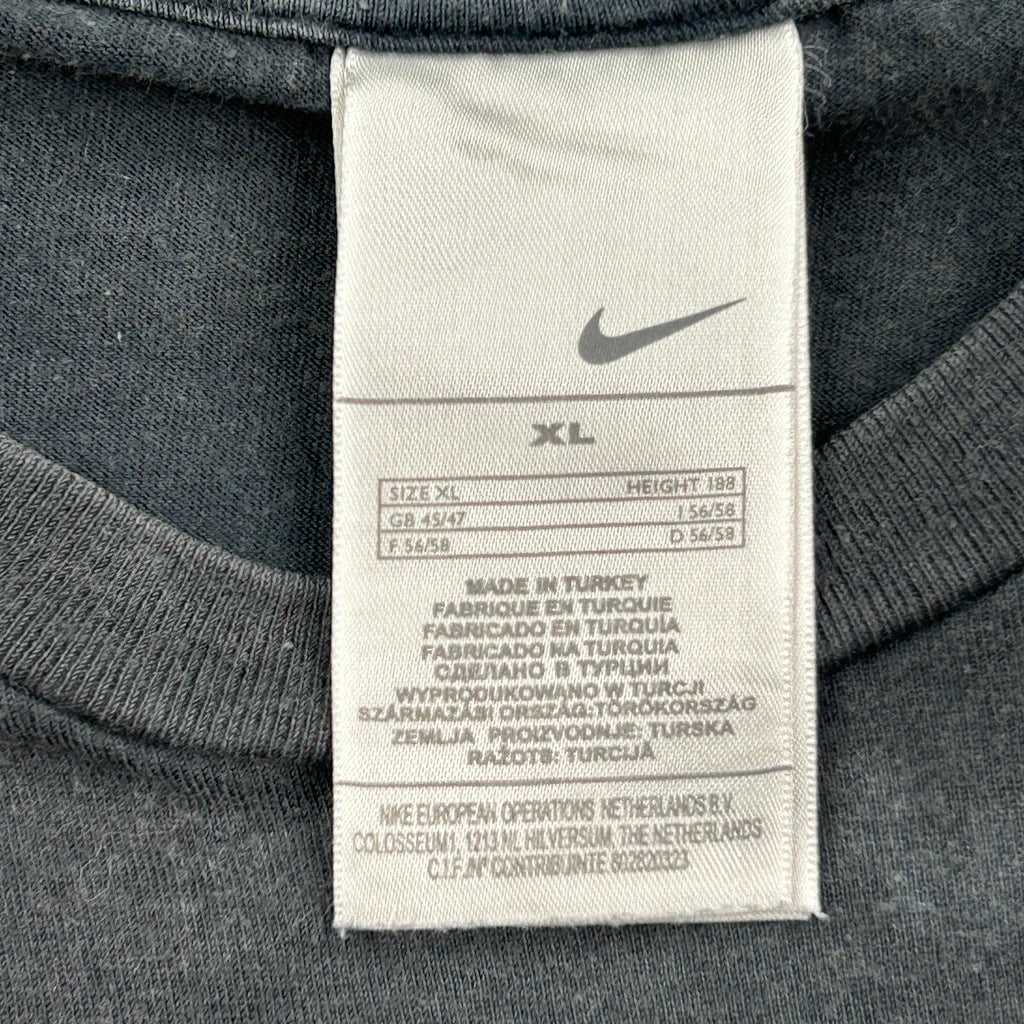 XL
SIZE XL HEIGHT 188
GB 45/47 I 56/58
F 56/58 D 56/58
MADE IN TURKEY
FABRIQUE EN TURQUIE
FABRICADO EN TURQUÍA
FABRICADO NA TURQUIA
СДЕЛАНО В ТУРЦИИ
WYPRODUKOWANO W TURCJI
SZÁRMAZÁSI ORSZÁG:TÖRÖKORSZÁG
ZEMLJA PROIZVODNJE: TURSKA
RAŽOTS: TURCIJĀ
NIKE EUROPEAN OPERATIONS NETHERLANDS B.V.
COLOSSEUM1, 1213 NL HILVERSUM, THE NETHERLANDS
C.I.F./Nº CONTRIBUINTE 802820323